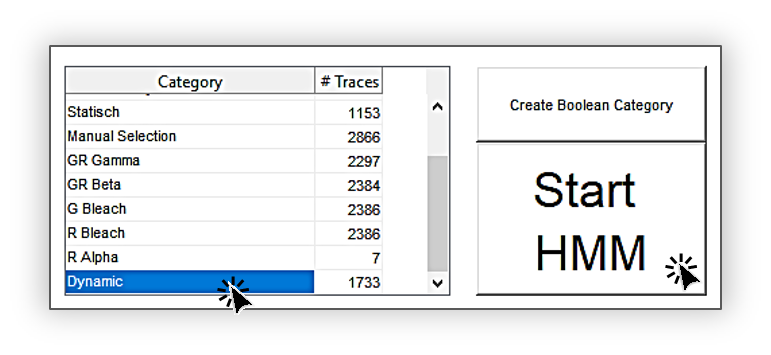 Category # Traces
Statisch 1153
Manual Selection 2866
GR Gamma 2297
GR Beta 2384
G Bleach 2386
R Bleach 2386
R Alpha 7
Dynamic 1733
Create Boolean Category
Start
HMM